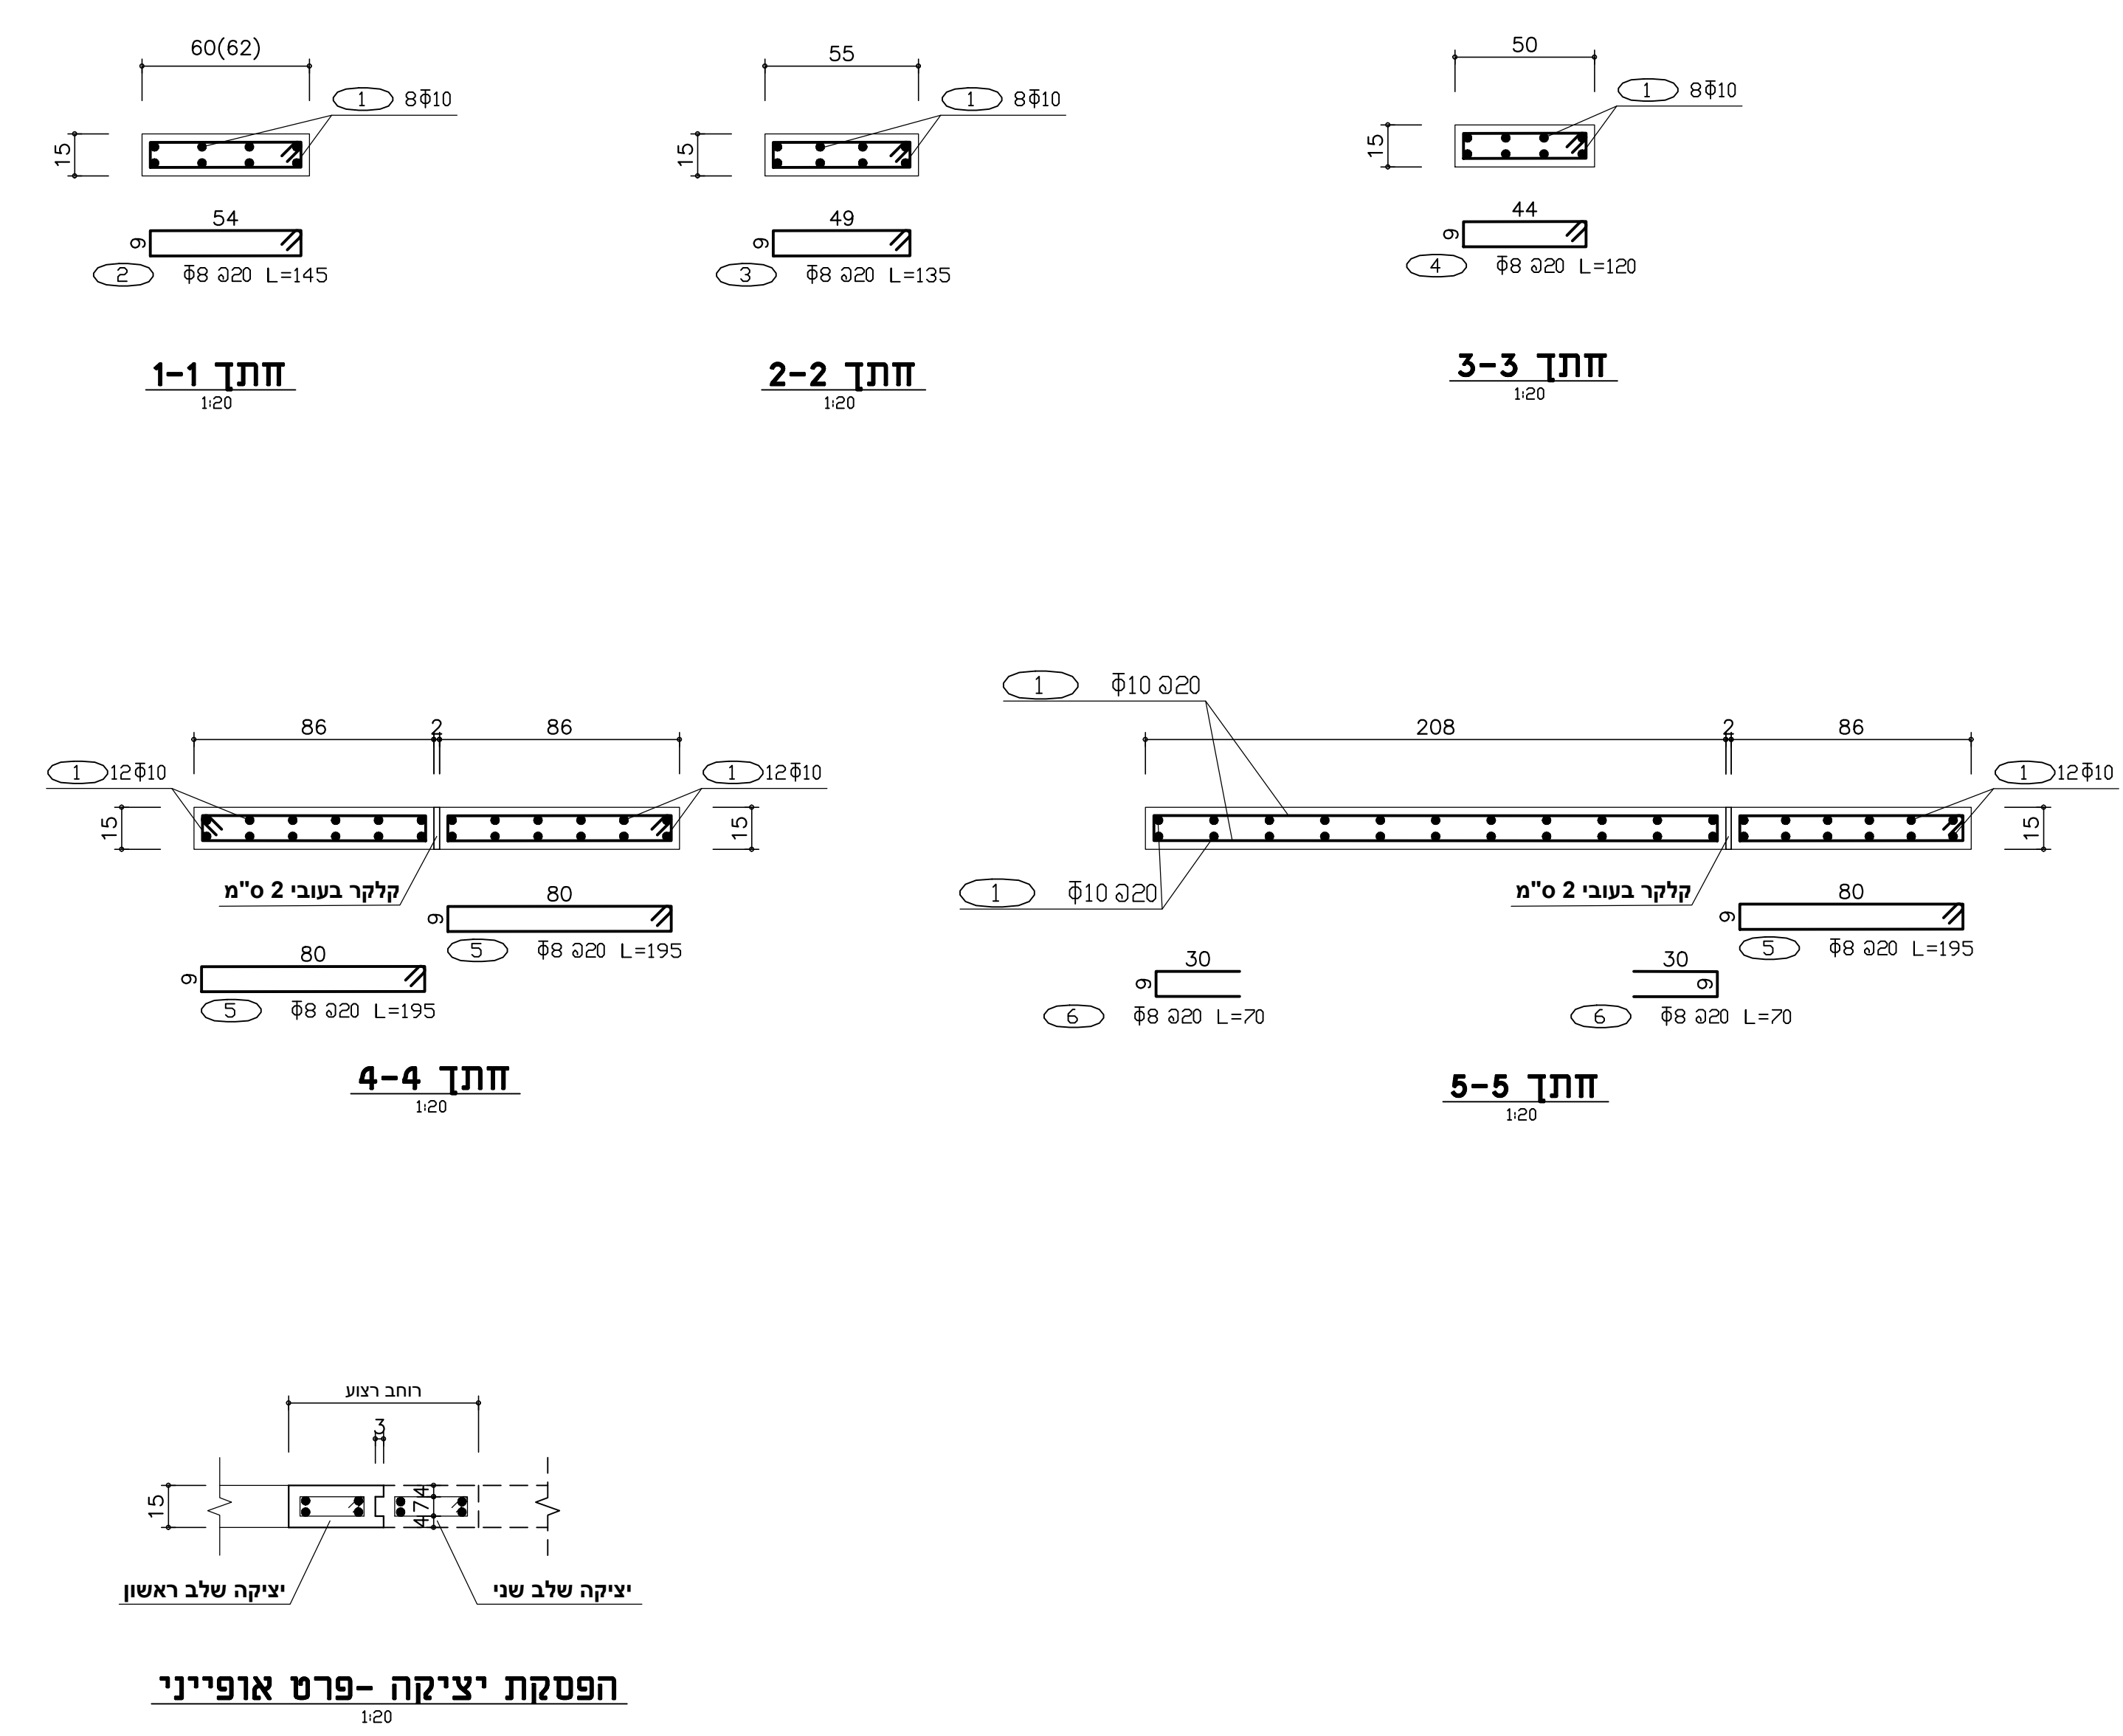 60(62)
1 8Φ10
15
54
9
2 Φ8 @20 L=145
חתך 1-1
1:20
55
1 8Φ10
15
49
9
3 Φ8 @20 L=135
חתך 2-2
1:20
50
1 8Φ10
15
44
9
4 Φ8 @20 L=120
חתך 3-3
1:20
86 2 86
1 12Φ10
1 12Φ10
15
15
קלקר בעובי 2 ס"מ
80
9
5 Φ8 @20 L=195
80
9
5 Φ8 @20 L=195
חתך 4-4
1:20
1 Φ10 @20
208 2 86
1 12Φ10
15
1 Φ10 @20
קלקר בעובי 2 ס"מ
80
9
5 Φ8 @20 L=195
30
9
6 Φ8 @20 L=70
30
9
6 Φ8 @20 L=70
חתך 5-5
1:20
רוחב רצוע
3
15
4
7
4
יציקה שלב ראשון
יציקה שלב שני
הפסקת יציקה -פרט אופייני
1:20